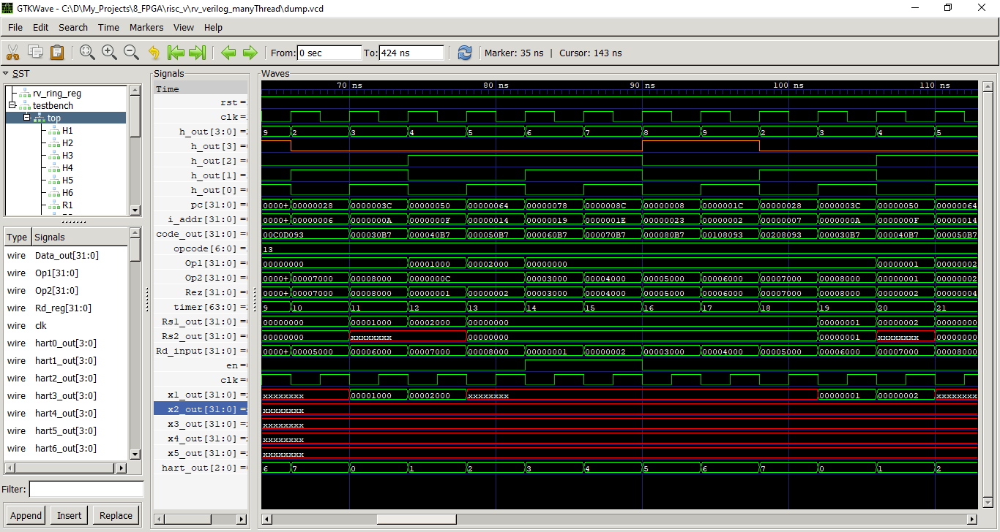 GTKWave - C:\D\My_Projects\8_FPGA\risc_v\rv_verilog_manyThread\dump.vcd
File Edit Search Time Markers View Help
From: 0 sec To: 424 ns Marker: 35 ns | Cursor: 143 ns
SST
rv_ring_reg
testbench
top
H1
H2
H3
H4
H5
H6
R1
Type Signals
wire Data_out[31:0]
wire Op1[31:0]
wire Op2[31:0]
wire Rd_reg[31:0]
wire clk
wire hart0_out[3:0]
wire hart1_out[3:0]
wire hart2_out[3:0]
wire hart3_out[3:0]
wire hart4_out[3:0]
wire hart5_out[3:0]
wire hart6_out[3:0]
Filter:
Append Insert Replace
Signals
Time
rst =
clk =
h_out[3:0] =
h_out[3] =
h_out[2] =
h_out[1] =
h_out[0] =
pc[31:0] =
i_addr[31:0] =
code_out[31:0] =
opcode[6:0] =
Op1[31:0] =
Op2[31:0] =
Rez[31:0] =
timer[63:0] =
Rs1_out[31:0] =
Rs2_out[31:0] =
Rd_input[31:0] =
en =
clk =
x1_out[31:0] =
x2_out[31:0] =
x3_out[31:0] =
x4_out[31:0] =
x5_out[31:0] =
hart_out[2:0] =
Waves
70 ns 80 ns 90 ns 100 ns 110 ns
9 2 3 4 5 6 7 8 9 2 3 4 5
0000+ 00000028 0000003C 00000050 00000064 00000078 0000008C 00000008 0000001C 00000028 0000003C 00000050 00000064
0000+ 00000006 0000000A 0000000F 00000014 00000019 0000001E 00000023 00000002 00000007 0000000A 0000000F 00000014
00C0D093 000030B7 000040B7 000050B7 000060B7 000070B7 000080B7 00108093 00208093 000030B7 000040B7 000050B7
13
00000000 00001000 00002000 00000000 00000001 00000002
0000+ 00007000 00008000 0000000C 00003000 00004000 00005000 00006000 00007000 00008000 00000001 00000002
0000+ 00007000 00008000 00000001 00000002 00003000 00004000 00005000 00006000 00007000 00008000 00000002 00000004
9 10 11 12 13 14 15 16 17 18 19 20 21
00000000 00001000 00002000 00000000 00000001 00000002 00000000
00000000 xxxxxxxx 00000000 00000001 xxxxxxxx 00000000
0000+ 00005000 00006000 00007000 00008000 00000001 00000002 00003000 00004000 00005000 00006000 00007000 00008000
xxxxxxxx 00001000 00002000 xxxxxxxx 00000001 00000002 xxxxxxxx
xxxxxxxx
xxxxxxxx
xxxxxxxx
xxxxxxxx
6 7 0 1 2 3 4 5 6 7 0 1 2